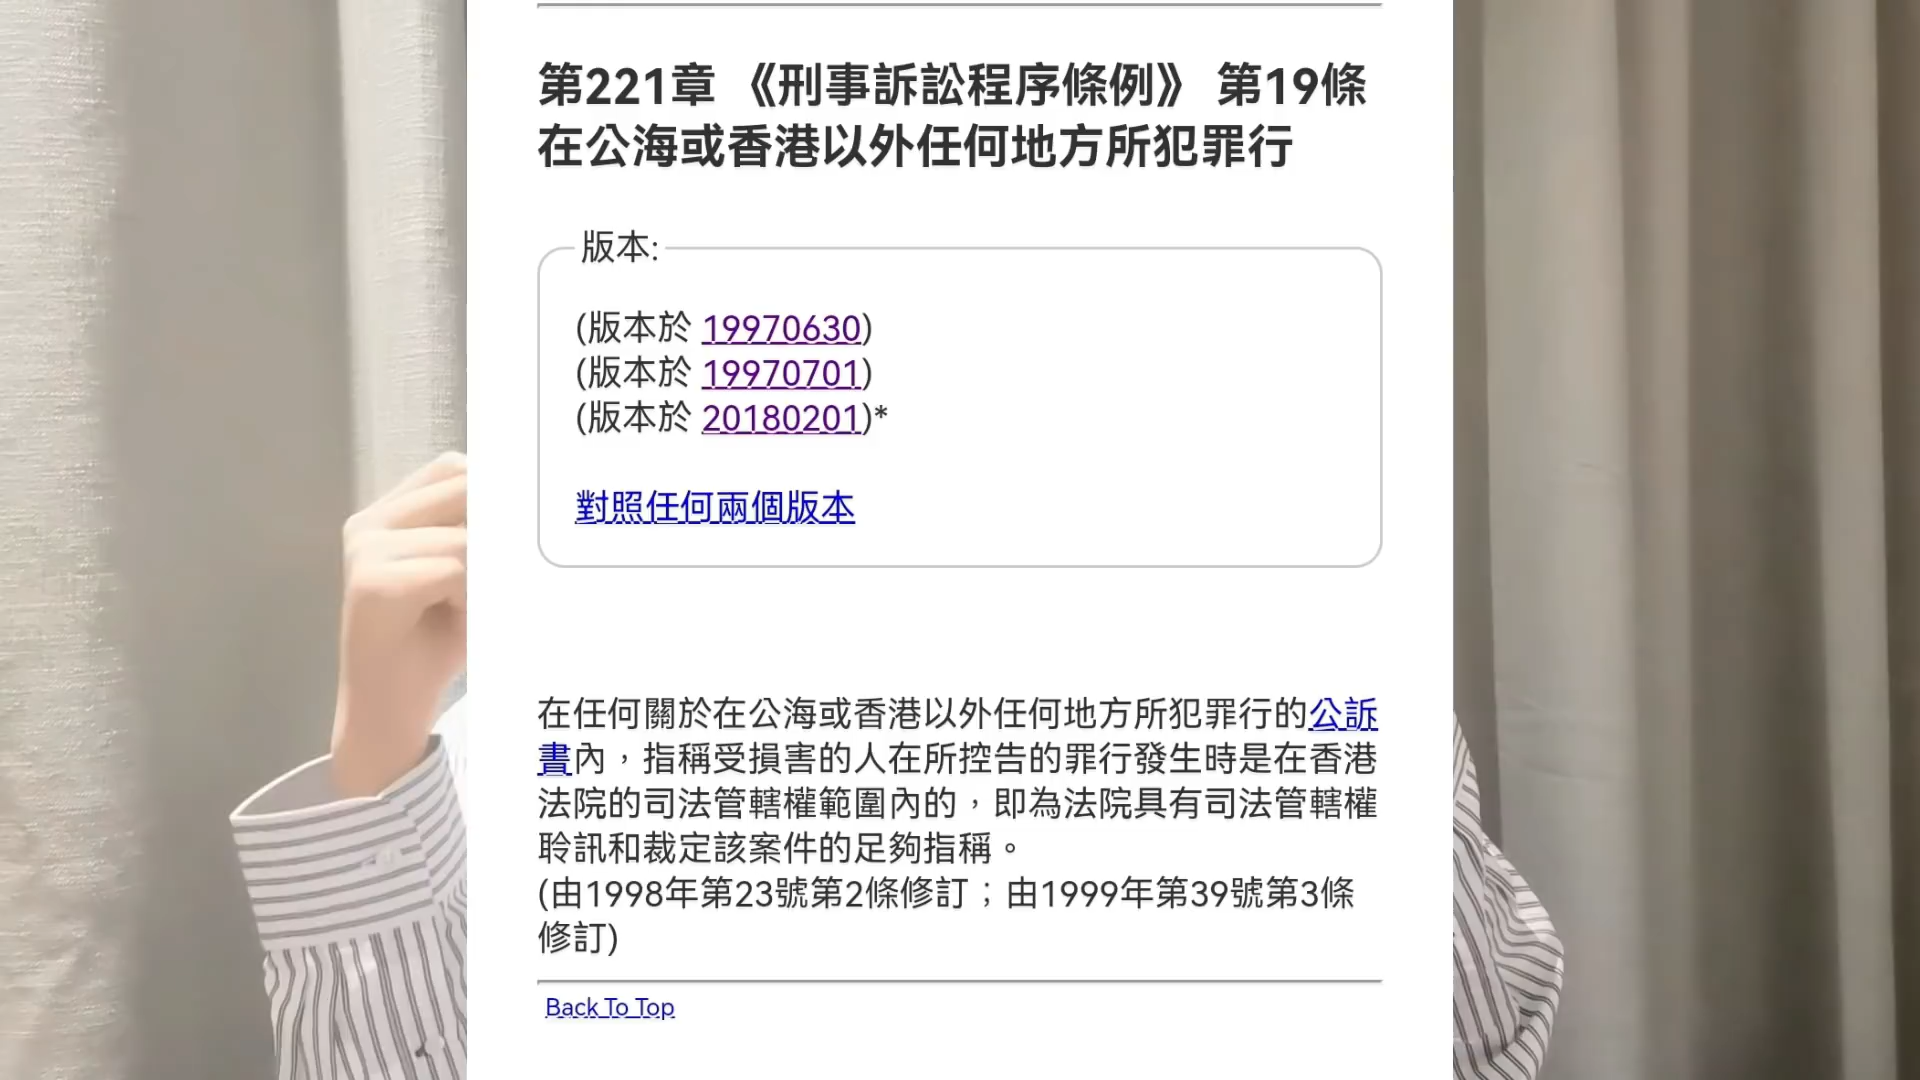 第221章 《刑事訴訟程序條例》 第19條
在公海或香港以外任何地方所犯罪行
版本:
(版本於 19970630)
(版本於 19970701)
(版本於 20180201)*
對照任何兩個版本
在任何關於在公海或香港以外任何地方所犯罪行的公訴
書內，指稱受損害的人在所控告的罪行發生時是在香港
法院的司法管轄權範圍內的，即為法院具有司法管轄權
聆訊和裁定該案件的足夠指稱。
(由1998年第23號第2條修訂；由1999年第39號第3條
修訂)
Back To Top